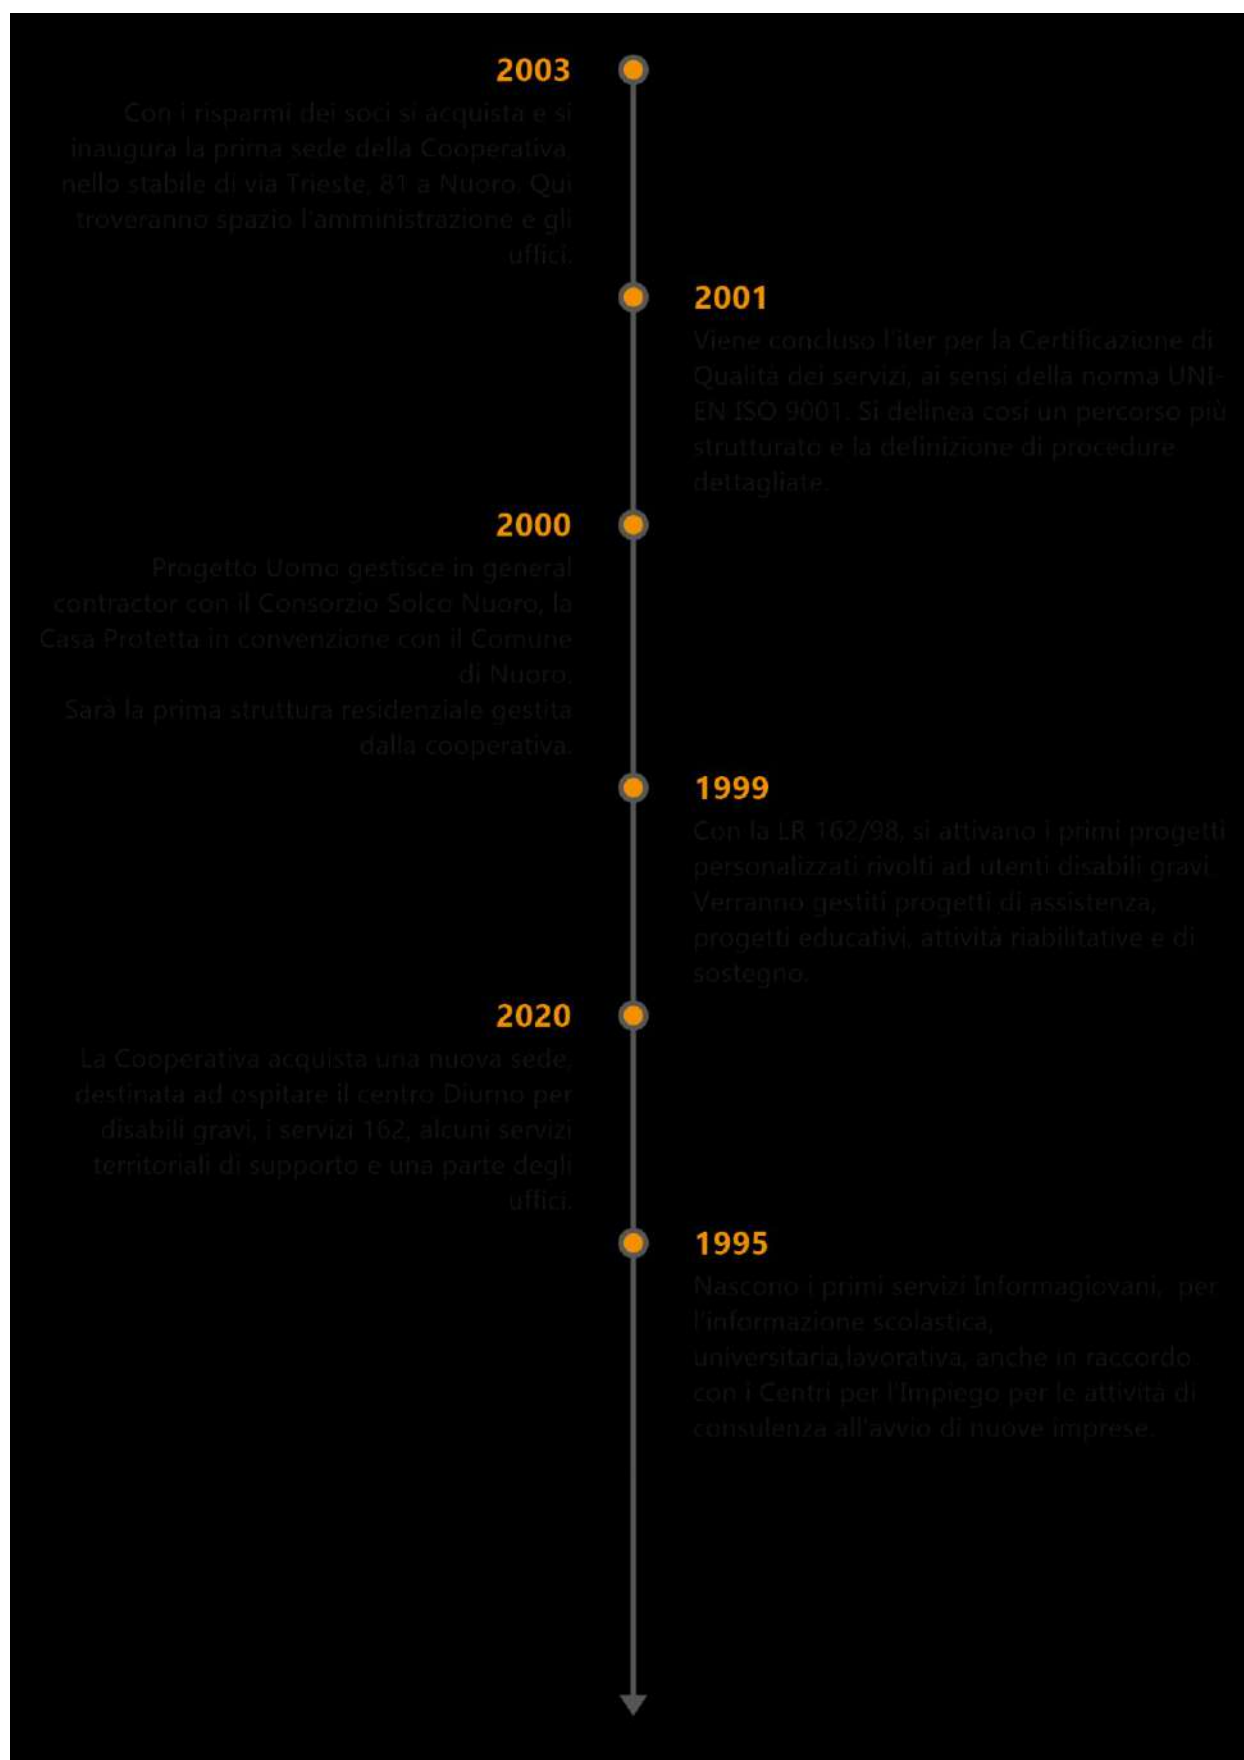 2003
Con i risparmi dei soci si acquista e si
inaugura la prima sede della Cooperativa,
nello stabile di via Trieste, 81 a Nuoro. Qui
troveranno spazio l'amministrazione e gli
uffici.
2001
Viene concluso l'iter per la Certificazione di
Qualità dei servizi, ai sensi della norma UNI-
EN ISO 9001. Si delinea così un percorso più
strutturato e la definizione di procedure
dettagliate.
2000
Progetto Uomo gestisce in general
contractor con il Consorzio Solco Nuoro, la
Casa Protetta in convenzione con il Comune
di Nuoro.
Sarà la prima struttura residenziale gestita
dalla cooperativa.
1999
Con la LR 162/98, si attivano i primi progetti
personalizzati rivolti ad utenti disabili gravi.
Verranno gestiti progetti di assistenza,
progetti educativi, attività riabilitative e di
sostegno.
2020
La Cooperativa acquista una nuova sede,
destinata ad ospitare il centro Diurno per
disabili gravi, i servizi 162, alcuni servizi
territoriali di supporto e una parte degli
uffici.
1995
Nascono i primi servizi Informagiovani,  per
l'informazione scolastica,
universitaria,lavorativa, anche in raccordo
con i Centri per l'Impiego per le attività di
consulenza all'avvio di nuove imprese.